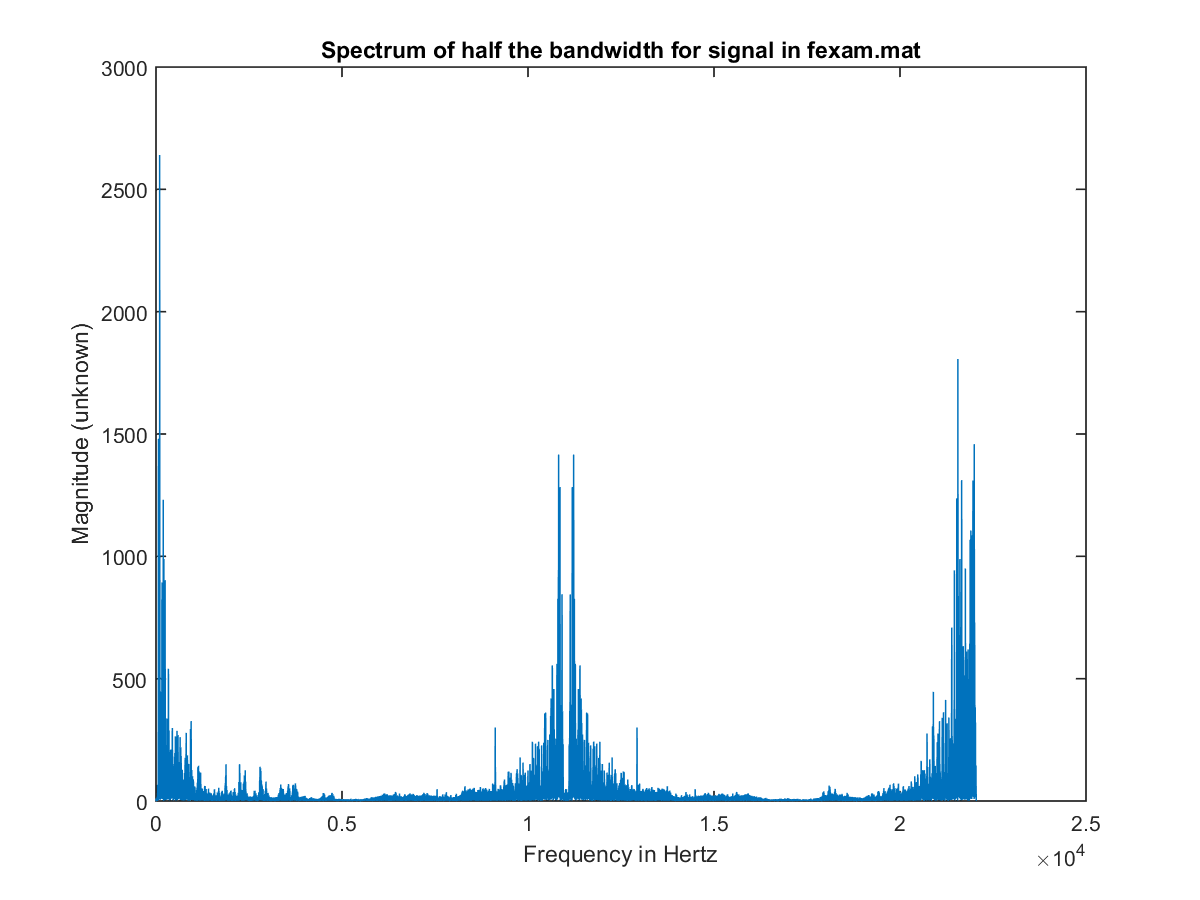 Spectrum of half the bandwidth for signal in fexam.mat
3000
2500
2000
1500
1000
500
0
Magnitude (unknown)
0 0.5 1 1.5 2 2.5
×10^4
Frequency in Hertz